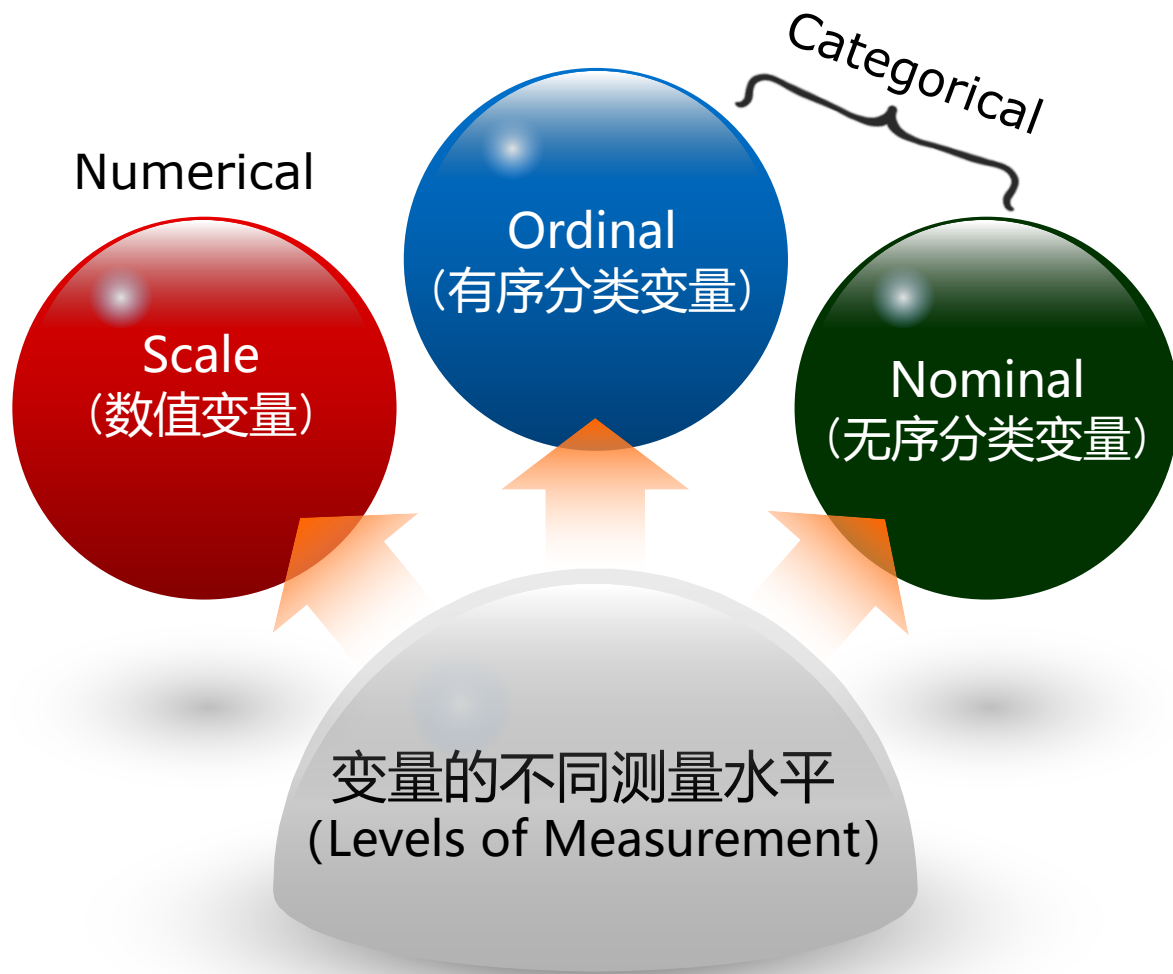 Categorical
Numerical
Ordinal
（有序分类变量）
Scale
（数值变量）
Nominal
（无序分类变量）
变量的不同测量水平
（Levels of Measurement）